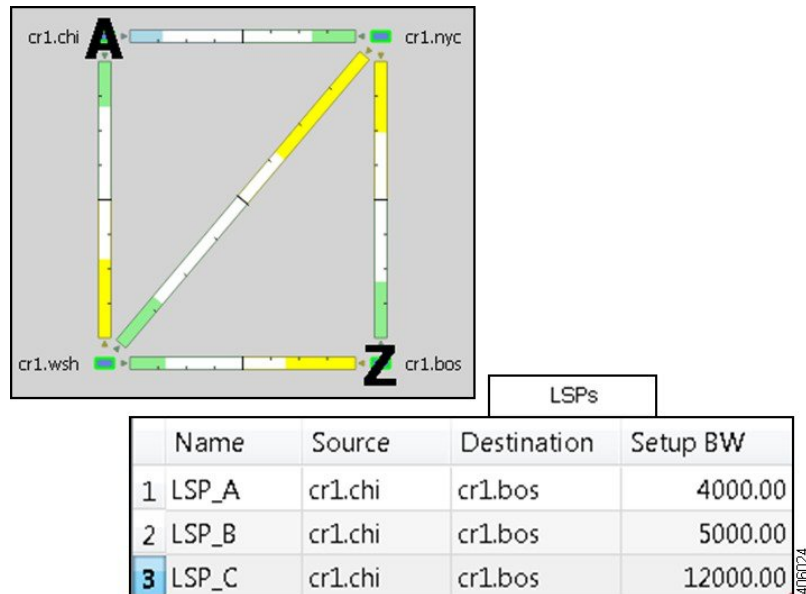 cr1.chi A cr1.nyc
cr1.wsh Z cr1.bos
LSPs
Name Source Destination Setup BW
1 LSP_A cr1.chi cr1.bos 4000.00
2 LSP_B cr1.chi cr1.bos 5000.00
3 LSP_C cr1.chi cr1.bos 12000.00
406024